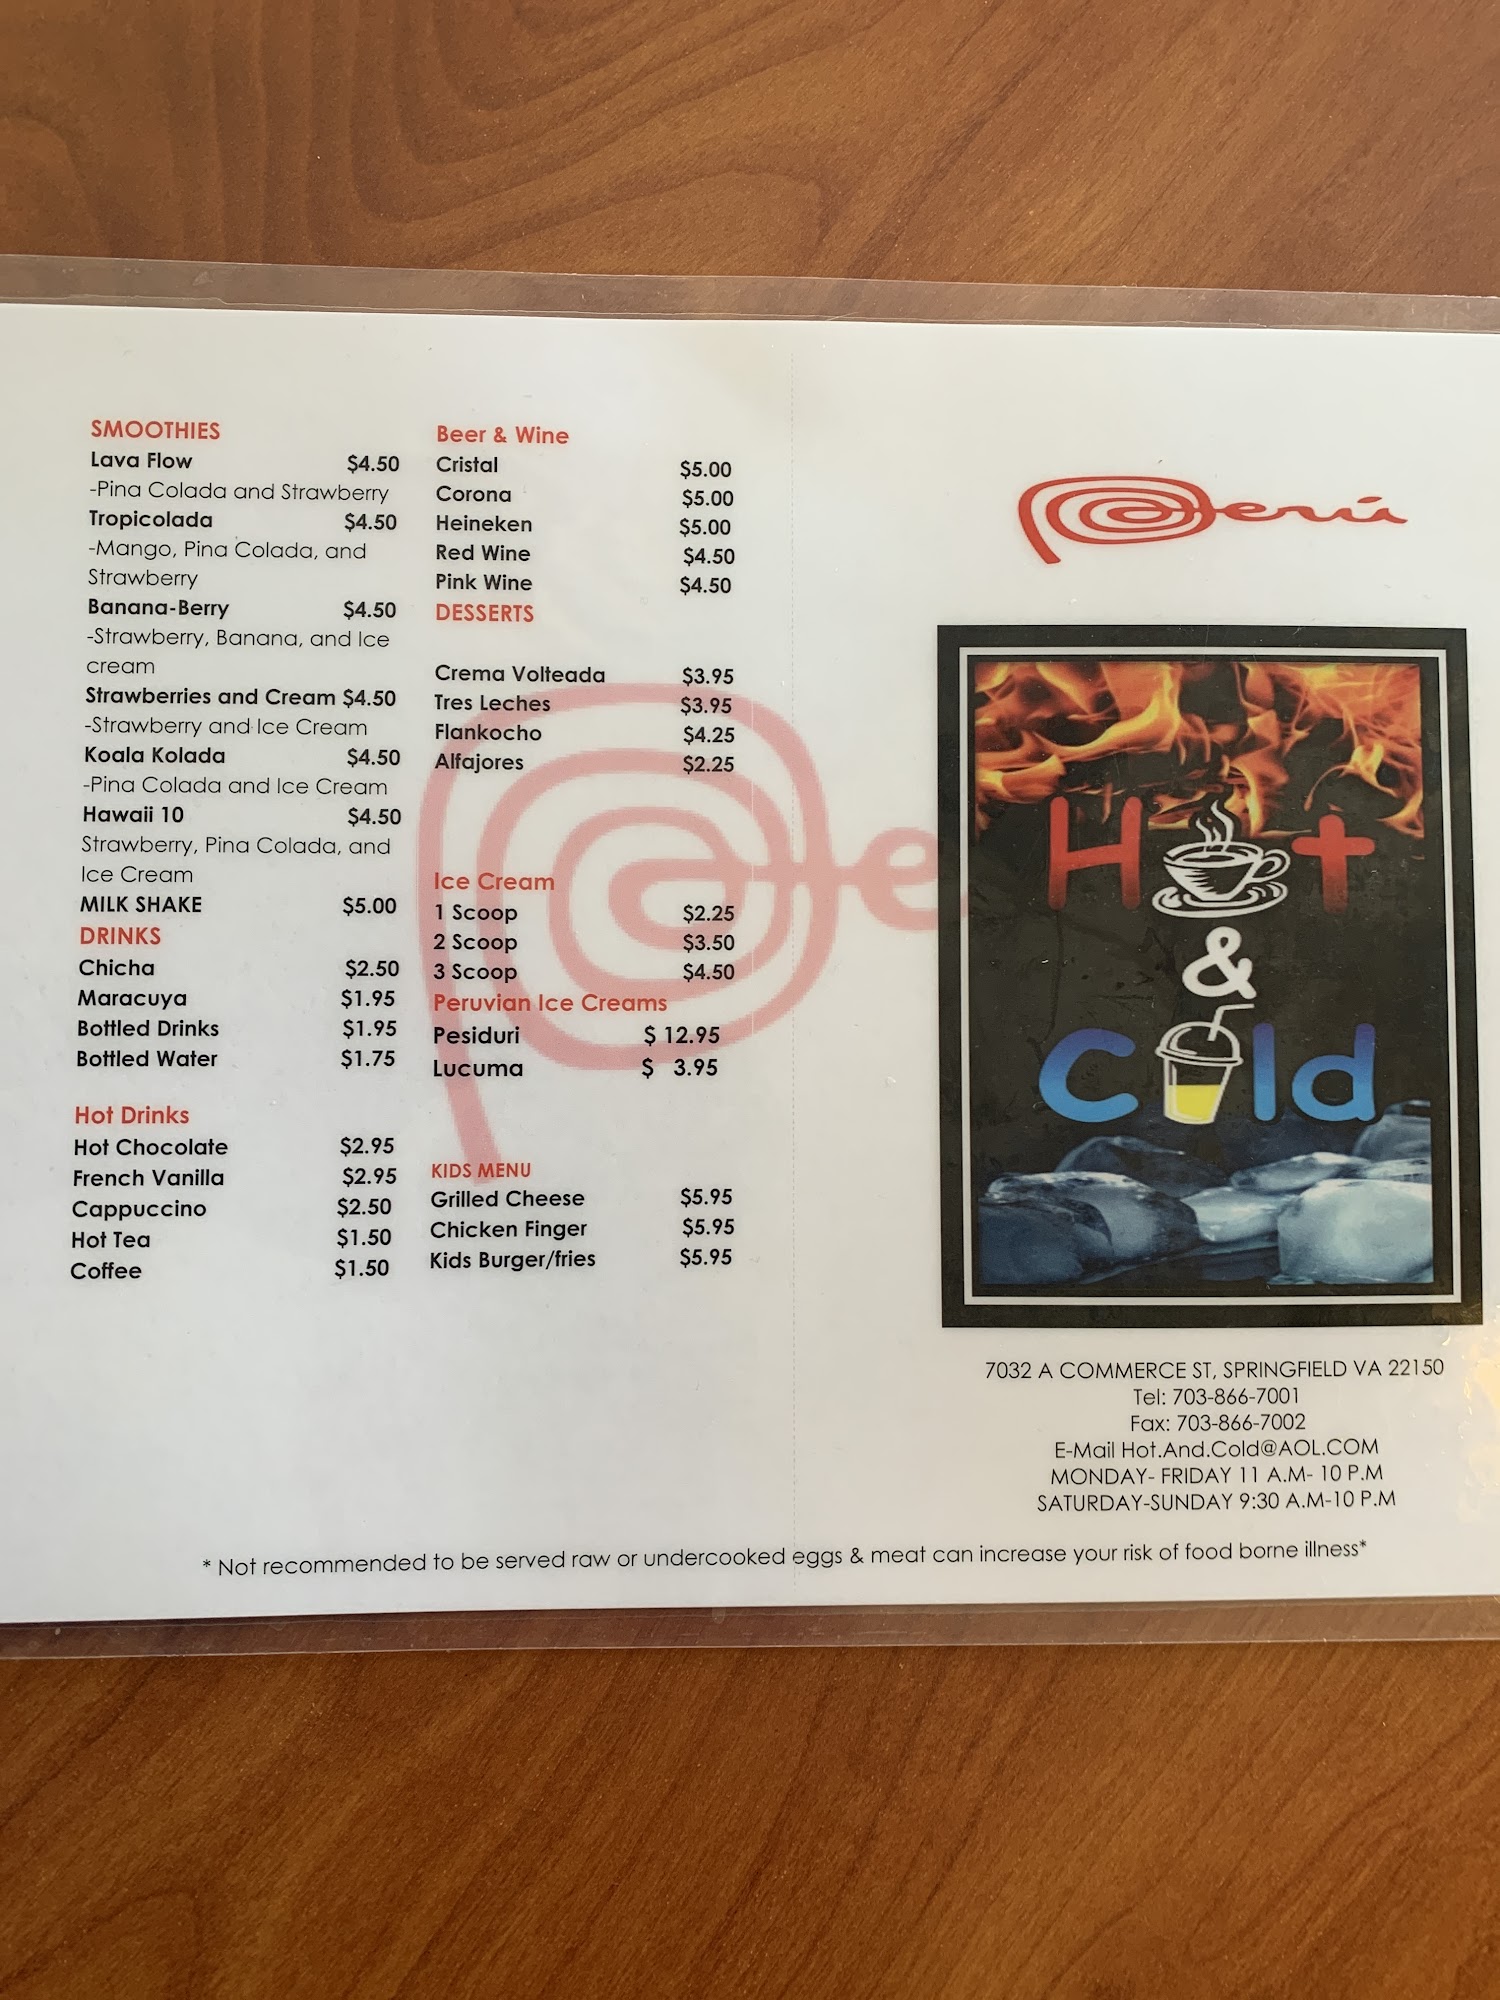 SMOOTHIES
Lava Flow $4.50
-Pina Colada and Strawberry
Tropicolada $4.50
-Mango, Pina Colada, and
Strawberry
Banana-Berry $4.50
-Strawberry, Banana, and Ice
cream
Strawberries and Cream $4.50
-Strawberry and Ice Cream
Koala Kolada $4.50
-Pina Colada and Ice Cream
Hawaii 10 $4.50
Strawberry, Pina Colada, and
Ice Cream
MILK SHAKE $5.00
DRINKS
Chicha $2.50
Maracuya $1.95
Bottled Drinks $1.95
Bottled Water $1.75
Hot Drinks
Hot Chocolate $2.95
French Vanilla $2.95
Cappuccino $2.50
Hot Tea $1.50
Coffee $1.50
Beer & Wine
Cristal $5.00
Corona $5.00
Heineken $5.00
Red Wine $4.50
Pink Wine $4.50
DESSERTS
Crema Volteada $3.95
Tres Leches $3.95
Flankocho $4.25
Alfajores $2.25
Ice Cream
1 Scoop $2.25
2 Scoop $3.50
3 Scoop $4.50
Peruvian Ice Creams
Pesiduri $ 12.95
Lucuma $ 3.95
KIDS MENU
Grilled Cheese $5.95
Chicken Finger $5.95
Kids Burger/fries $5.95
Perú
Hot
&
Cold
7032 A COMMERCE ST, SPRINGFIELD VA 22150
Tel: 703-866-7001
Fax: 703-866-7002
E-Mail Hot.And.Cold@AOL.COM
MONDAY- FRIDAY 11 A.M- 10 P.M
SATURDAY-SUNDAY 9:30 A.M-10 P.M
* Not recommended to be served raw or undercooked eggs & meat can increase your risk of food borne illness*